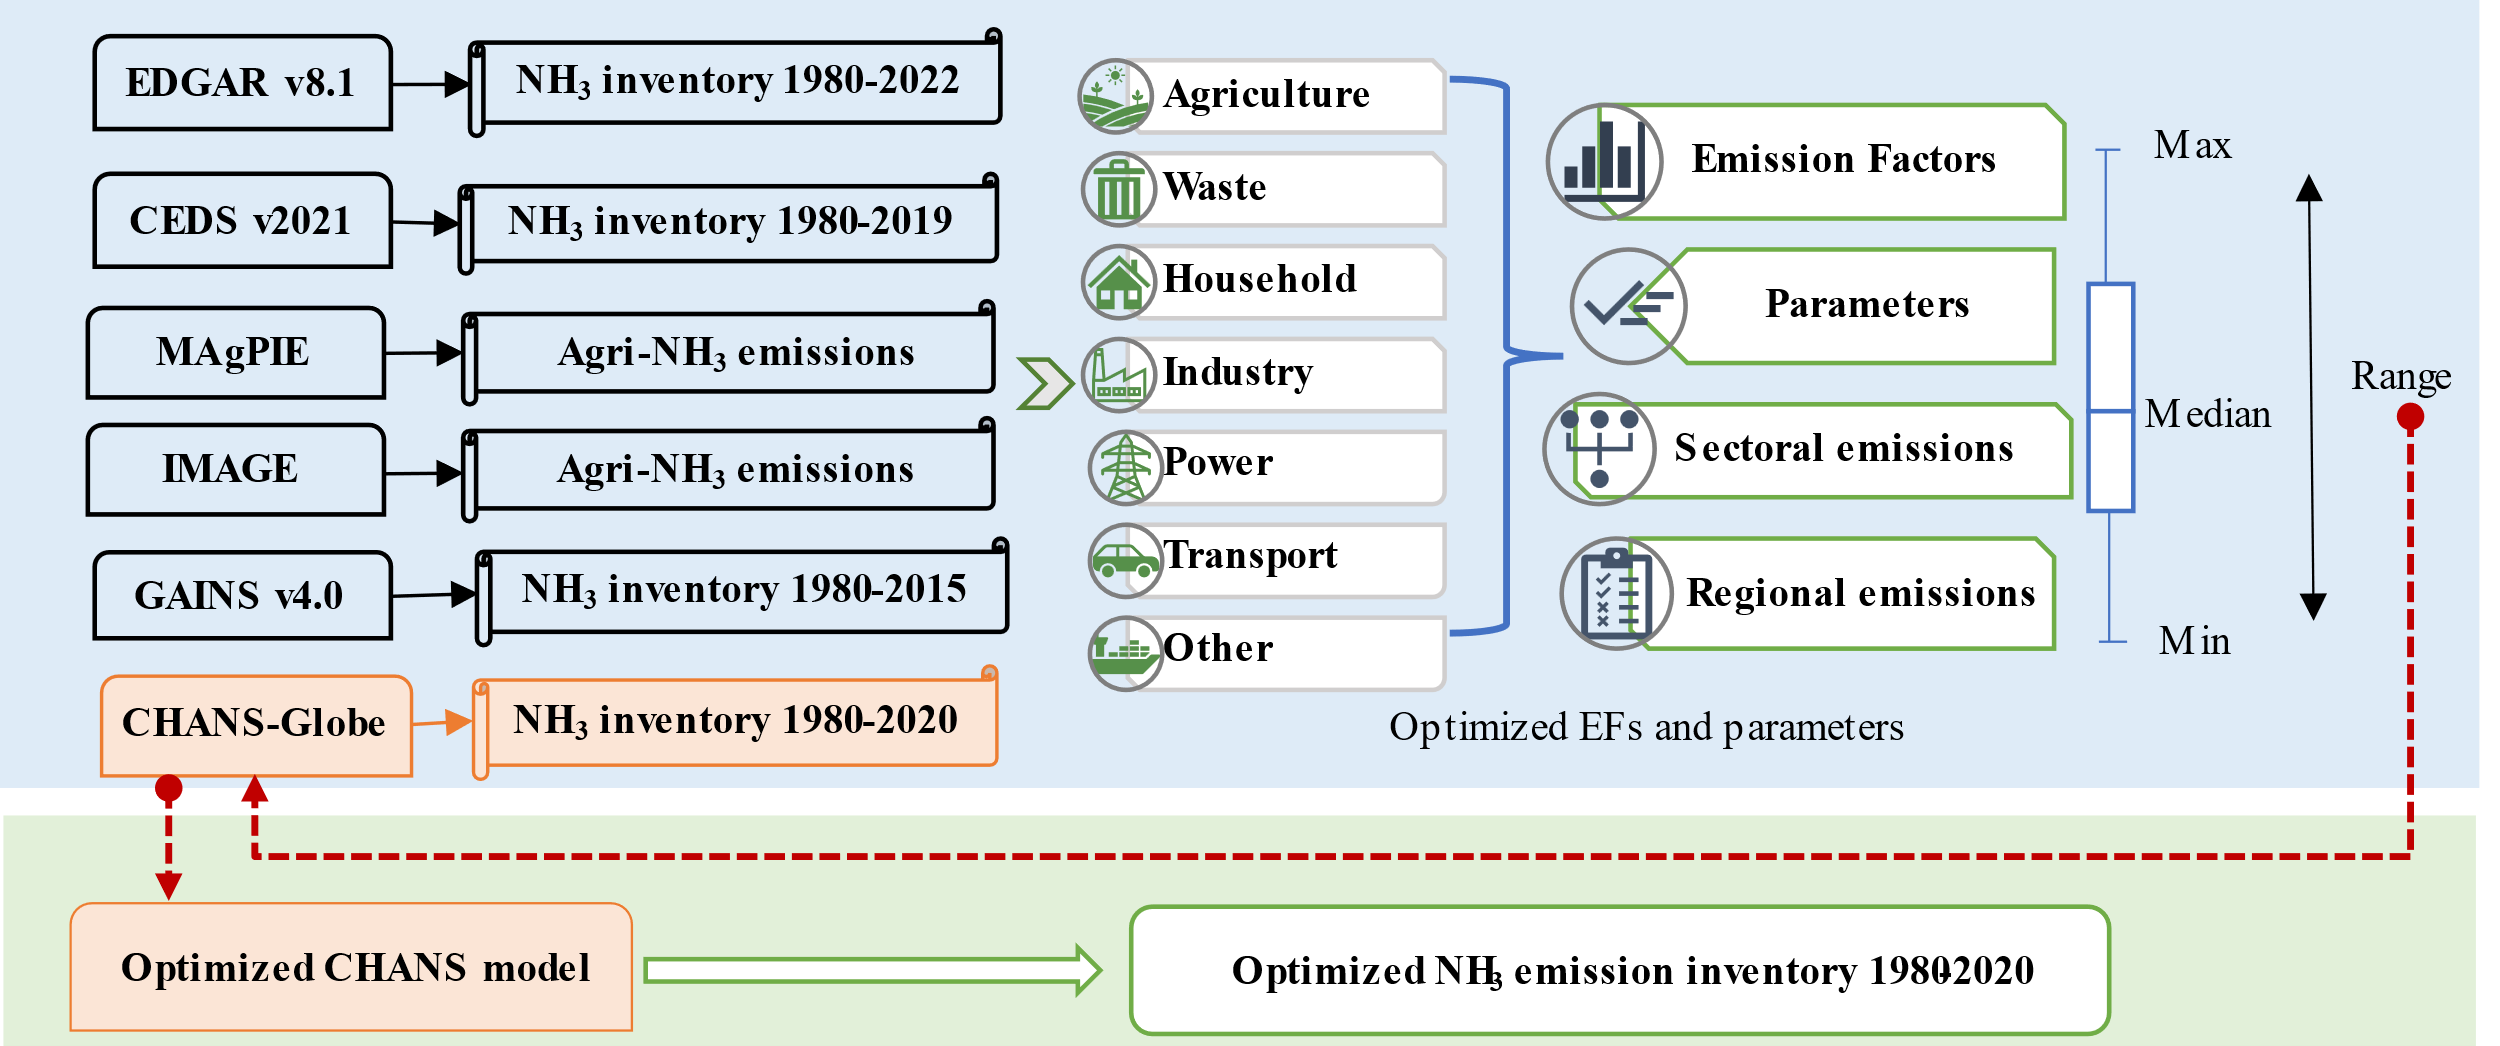 EDGAR v8.1
NH₃ inventory 1980-2022
CEDS v2021
NH₃ inventory 1980-2019
MAgPIE
Agri-NH₃ emissions
IMAGE
Agri-NH₃ emissions
GAINS v4.0
NH₃ inventory 1980-2015
CHANS-Globe
NH₃ inventory 1980-2020
Agriculture
Waste
Household
Industry
Power
Transport
Other
Emission Factors
Parameters
Sectoral emissions
Regional emissions
Max
Median
Min
Range
Optimized EFs and parameters
Optimized CHANS model
Optimized NH₃ emission inventory 1980-2020